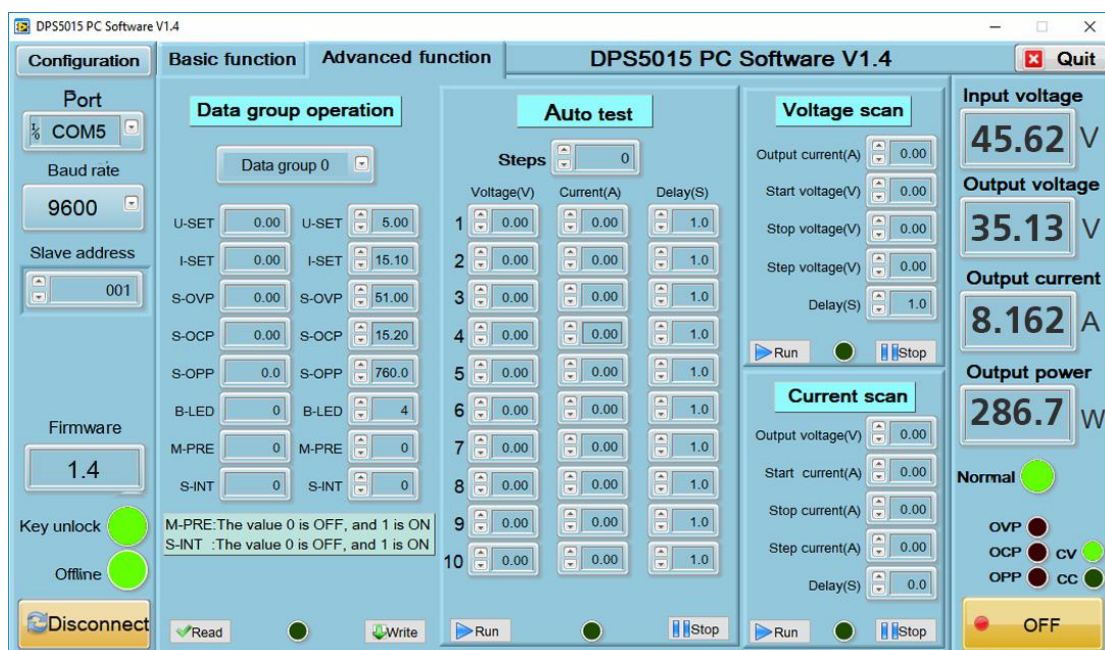 DPS5015 PC Software V1.4
Configuration
Basic function
Advanced function
DPS5015 PC Software V1.4
Quit
Port
COM5
Baud rate
9600
Slave address
001
Firmware
1.4
Key unlock
Offline
Disconnect
Data group operation
Data group 0
U-SET 0.00 U-SET 5.00
I-SET 0.00 I-SET 15.10
S-OVP 0.00 S-OVP 51.00
S-OCP 0.00 S-OCP 15.20
S-OPP 0.0 S-OPP 760.0
B-LED 0 B-LED 4
M-PRE 0 M-PRE 0
S-INT 0 S-INT 0
M-PRE:The value 0 is OFF, and 1 is ON
S-INT :The value 0 is OFF, and 1 is ON
Read Write
Auto test
Steps 0
Voltage(V) Current(A) Delay(S)
1 0.00 0.00 1.0
2 0.00 0.00 1.0
3 0.00 0.00 1.0
4 0.00 0.00 1.0
5 0.00 0.00 1.0
6 0.00 0.00 1.0
7 0.00 0.00 1.0
8 0.00 0.00 1.0
9 0.00 0.00 1.0
10 0.00 0.00 1.0
Run Stop
Voltage scan
Output current(A) 0.00
Start voltage(V) 0.00
Stop voltage(V) 0.00
Step voltage(V) 0.00
Delay(S) 1.0
Run Stop
Current scan
Output voltage(V) 0.00
Start current(A) 0.00
Stop current(A) 0.00
Step current(A) 0.00
Delay(S) 0.0
Run Stop
Input voltage
45.62 V
Output voltage
35.13 V
Output current
8.162 A
Output power
286.7 W
Normal
OVP
OCP CV
OPP CC
OFF